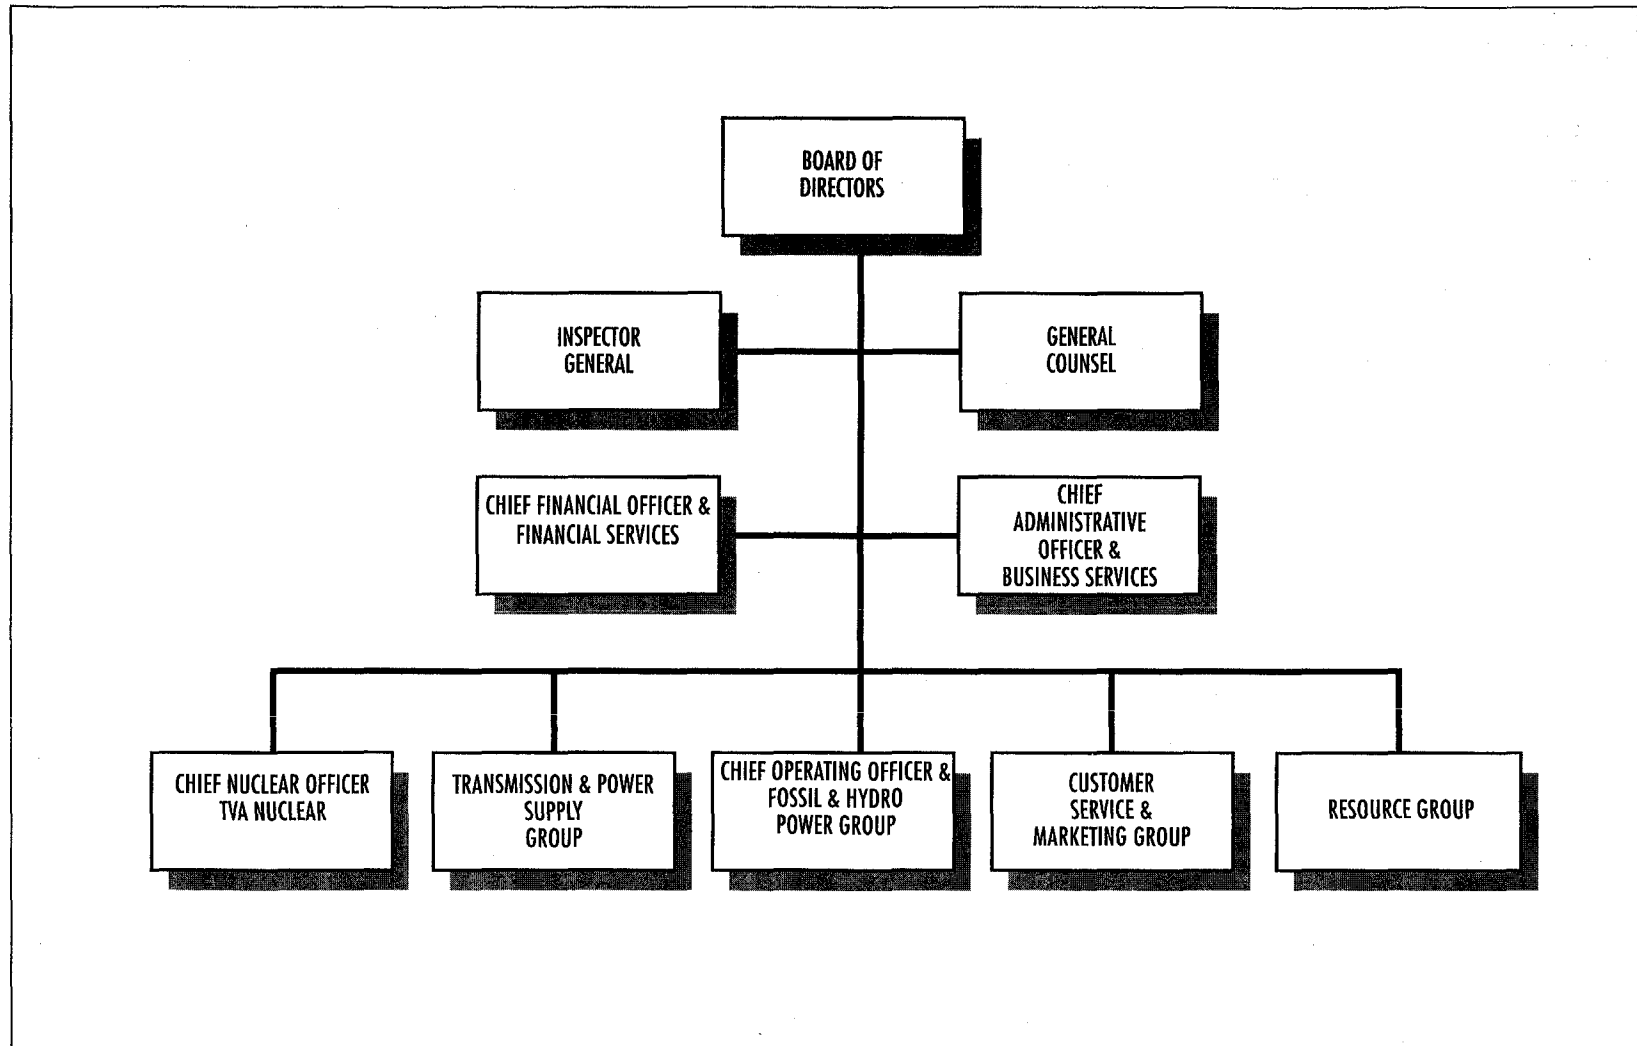 BOARD OF
DIRECTORS
INSPECTOR
GENERAL
GENERAL
COUNSEL
CHIEF FINANCIAL OFFICER &
FINANCIAL SERVICES
CHIEF
ADMINISTRATIVE
OFFICER &
BUSINESS SERVICES
CHIEF NUCLEAR OFFICER
TVA NUCLEAR
TRANSMISSION & POWER
SUPPLY
GROUP
CHIEF OPERATING OFFICER &
FOSSIL & HYDRO
POWER GROUP
CUSTOMER
SERVICE &
MARKETING GROUP
RESOURCE GROUP